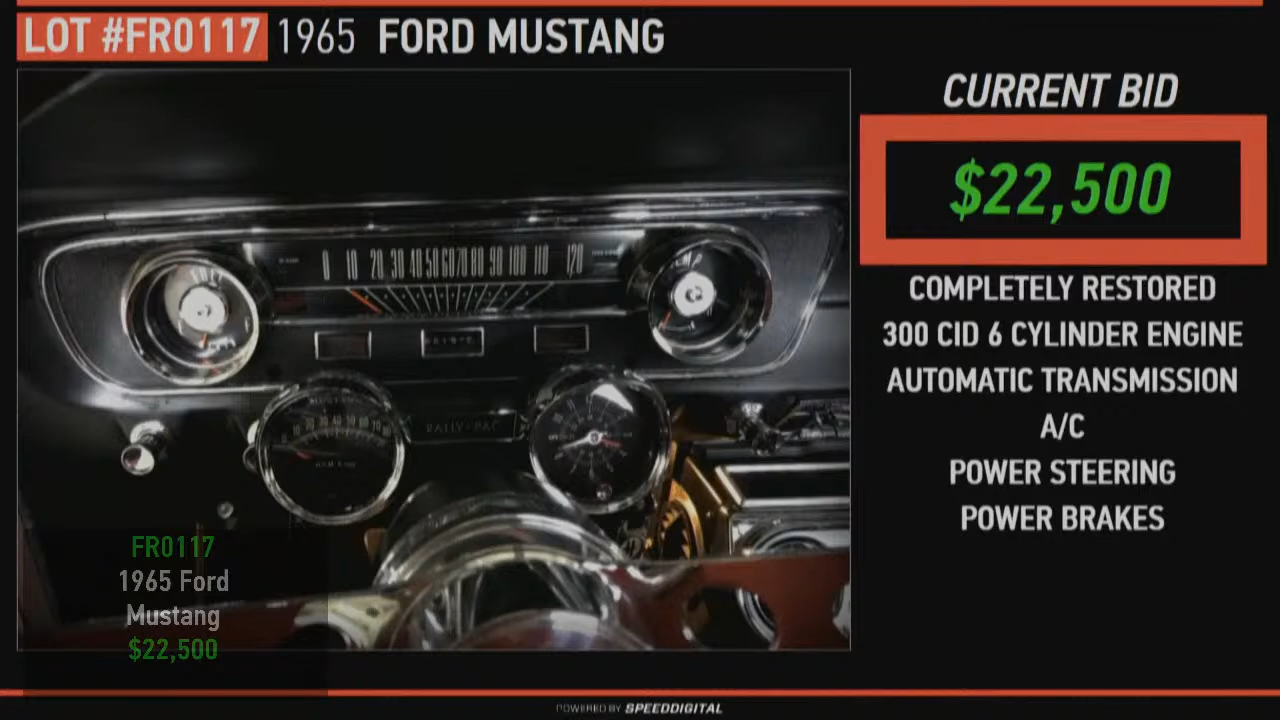 LOT #FR0117 1965 FORD MUSTANG
CURRENT BID
$22,500
COMPLETELY RESTORED
300 CID 6 CYLINDER ENGINE
AUTOMATIC TRANSMISSION
A/C
POWER STEERING
POWER BRAKES
0 10 20 30 40 50 60 70 80 90 100 110 120
RALLY-PAC
FR0117
1965 Ford
Mustang
$22,500
POWERED BY SPEEDDIGITAL